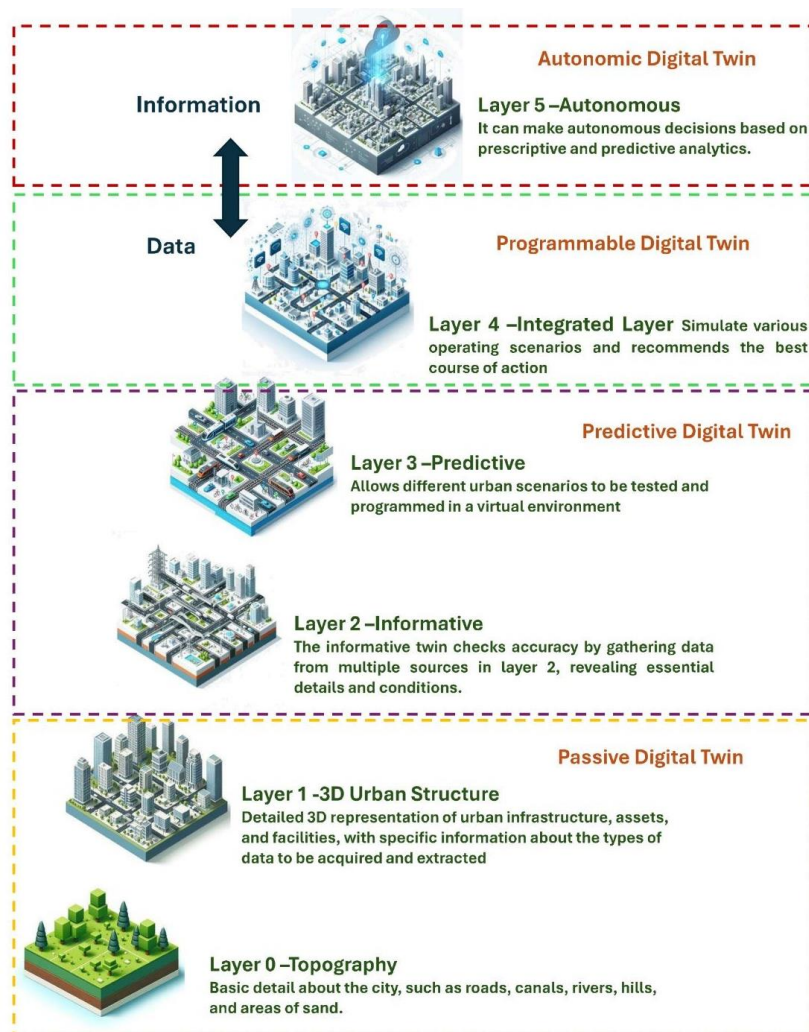 Autonomic Digital Twin
Information
Layer 5 –Autonomous
It can make autonomous decisions based on
prescriptive and predictive analytics.
Data
Programmable Digital Twin
Layer 4 –Integrated Layer Simulate various
operating scenarios and recommends the best
course of action
Predictive Digital Twin
Layer 3 –Predictive
Allows different urban scenarios to be tested and
programmed in a virtual environment
Layer 2 –Informative
The informative twin checks accuracy by gathering data
from multiple sources in layer 2, revealing essential
details and conditions.
Passive Digital Twin
Layer 1 -3D Urban Structure
Detailed 3D representation of urban infrastructure, assets,
and facilities, with specific information about the types of
data to be acquired and extracted
Layer 0 –Topography
Basic detail about the city, such as roads, canals, rivers, hills,
and areas of sand.